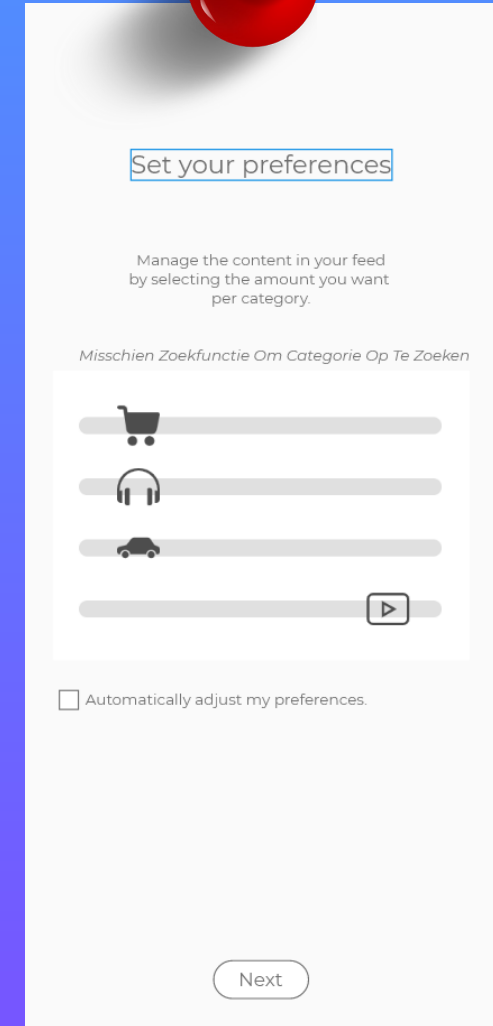 Set your preferences
Manage the content in your feed
by selecting the amount you want
per category.
Misschien Zoekfunctie Om Categorie Op Te Zoeken
Automatically adjust my preferences.
Next